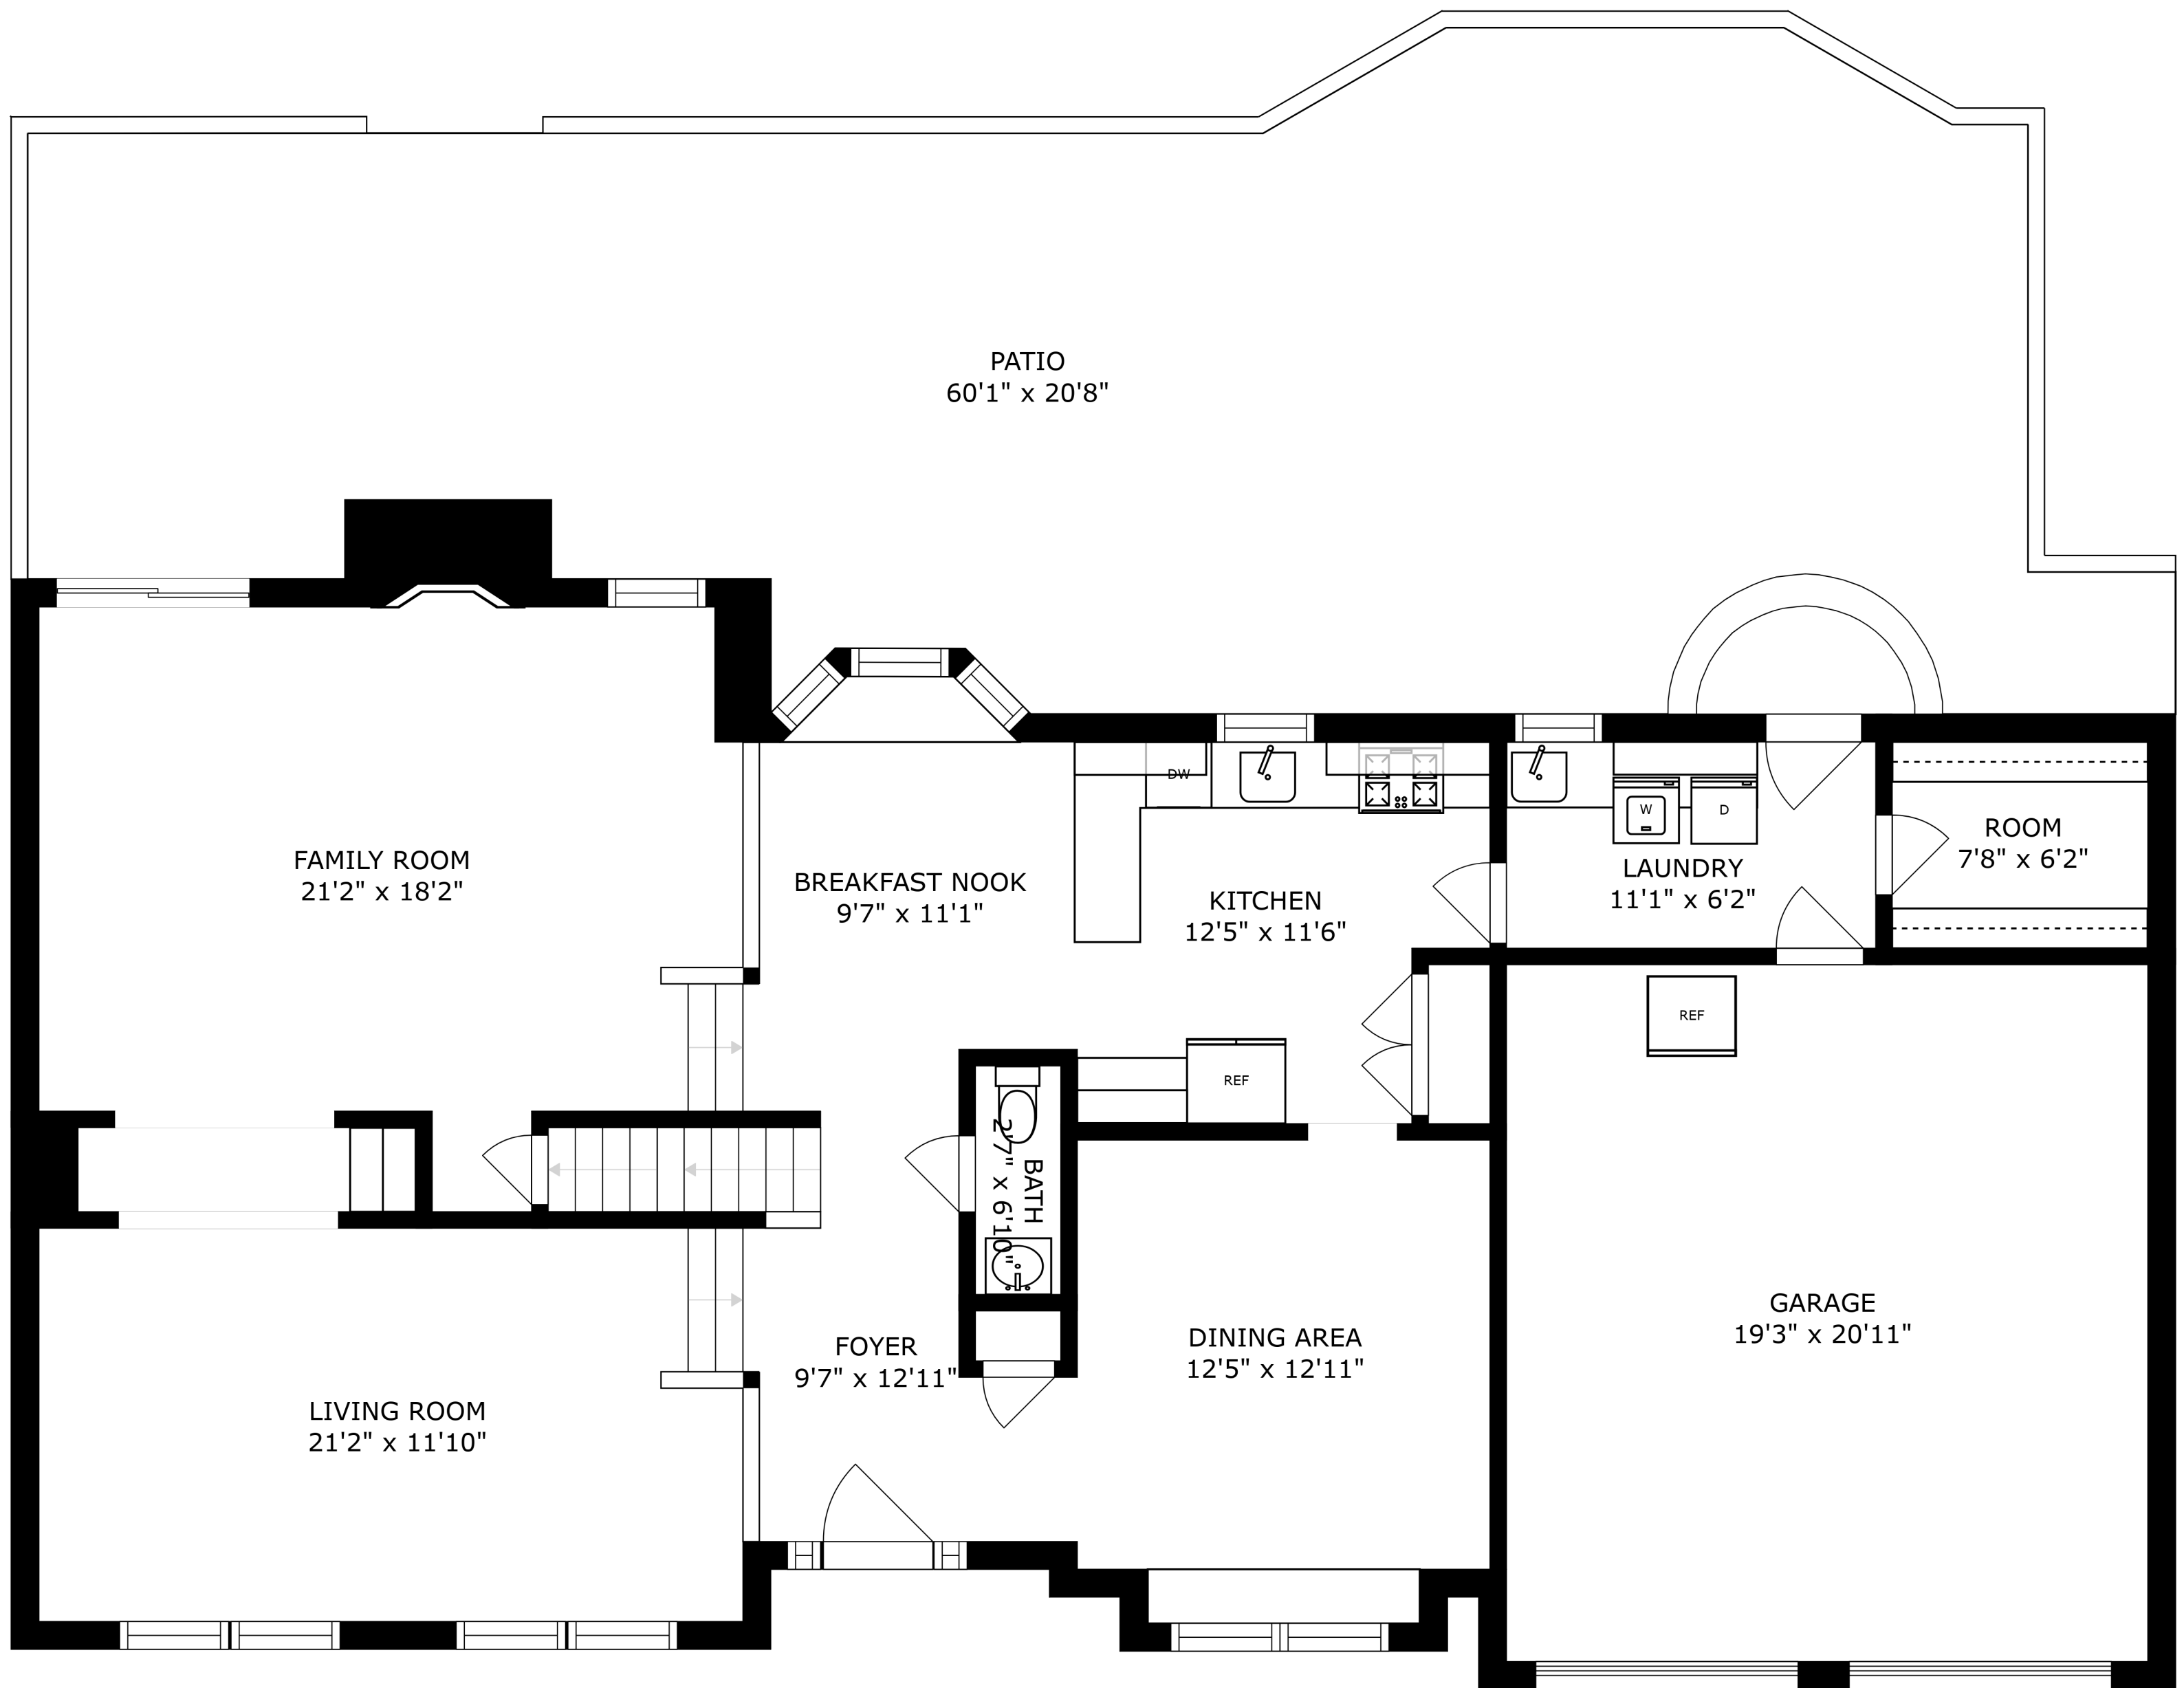 PATIO
60'1" x 20'8"
FAMILY ROOM
21'2" x 18'2"
BREAKFAST NOOK
9'7" x 11'1"
DW
KITCHEN
12'5" x 11'6"
W
D
LAUNDRY
11'1" x 6'2"
ROOM
7'8" x 6'2"
REF
REF
BATH
2'7" x 6'10"
LIVING ROOM
21'2" x 11'10"
FOYER
9'7" x 12'11"
DINING AREA
12'5" x 12'11"
GARAGE
19'3" x 20'11"